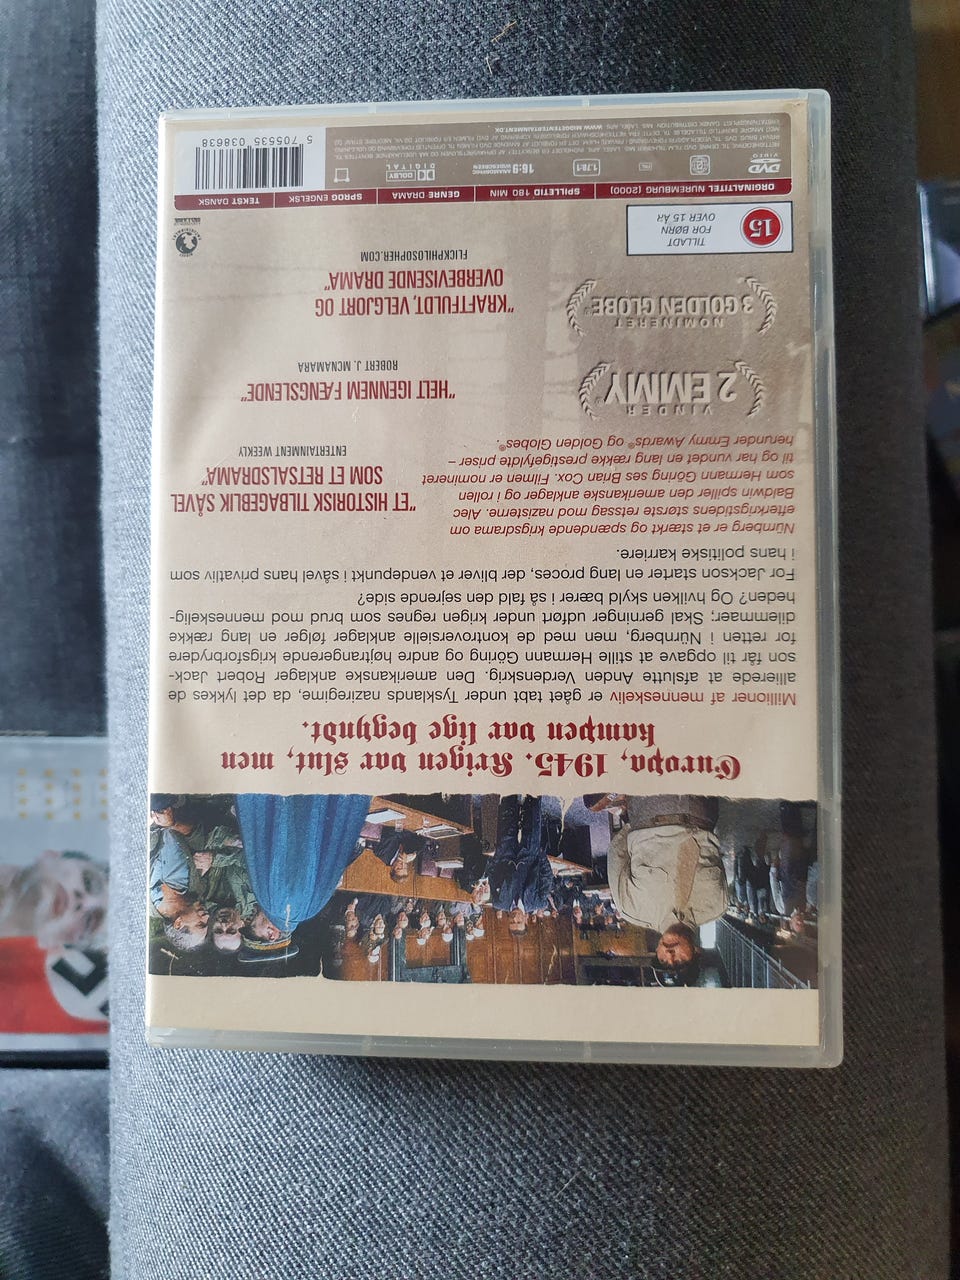 Europa, 1945. Krigen var slut, men
kampen var lige begyndt.
Millioner af menneskeliv er gået tabt under Tysklands naziregime, da det lykkes de
allierede at afslutte Anden Verdenskrig. Den amerikanske anklager Robert Jack-
son får til opgave at stille Hermann Göring og andre højtrangerende krigsforbrydere
for retten i Nürnberg, men med de kontroversielle anklager følger en lang række
dilemmaer; Skal gerninger udført under krigen regnes som brud mod menneskelig-
heden? Og hvilken skyld bærer i så fald den sejrende side?
For Jackson starter en lang proces, der bliver et vendepunkt i såvel hans privatliv som
i hans politiske karriere.
Nürnberg er et stærkt og spændende krigsdrama om
efterkrigstidens største retssag mod nazisterne. Alec
Baldwin spiller den amerikanske anklager og i rollen
som Hermann Göring ses Brian Cox. Filmen er nomineret
til og har vundet en lang række prestigefyldte priser –
herunder Emmy Awards® og Golden Globes®.
"ET HISTORISK TILBAGEBLIK SÅVEL
SOM ET RETSALSDRAMA"
ENTERTAINMENT WEEKLY
"HELT IGENNEM FÆNGSLENDE"
ROBERT J. MCNAMARA
"KRAFTFULDT, VELGJORT OG
OVERBEVISENDE DRAMA"
FLICKPHILOSOPHER.COM
VINDER
2 EMMY
NOMINERET
3 GOLDEN GLOBE
15
TILLADT
FOR BØRN
OVER 15 ÅR
ORGINALTITEL NUREMBURG (2000)
SPILLETID 180 MIN
GENRE DRAMA
SPROG ENGELSK
TEKST DANSK
DVD
VIDEO
1.78:1
16:9 ANAMORPHIC WIDESCREEN
DOLBY
DIGITAL
WWW.ANOTHERWORLDENTERTAINMENT.DK
5 705535 038638